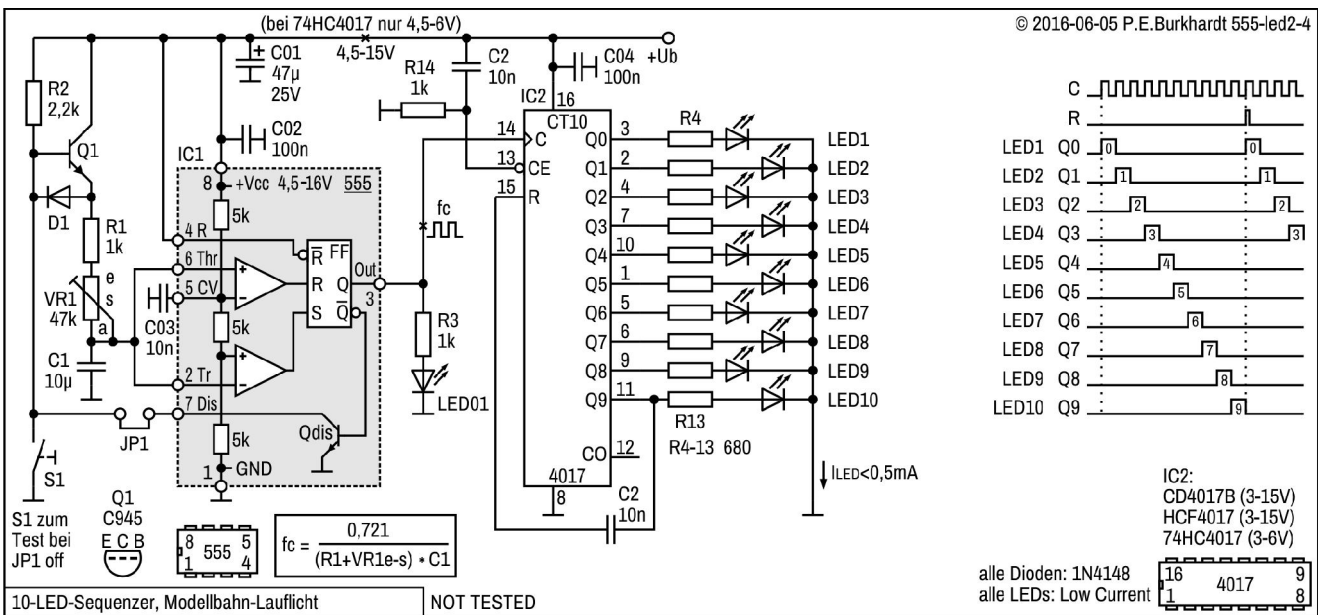 (bei 74HC4017 nur 4,5-6V)
© 2016-06-05 P.E.Burkhardt 555-led2-4
4,5-15V
+Ub
R2
2,2k
Q1
D1
R1
1k
VR1
47k
e
s
a
C1
10µ
+ C01
47µ
25V
C02
100n
IC1
8 +Vcc 4,5-16V 555
5k
4 R
6 Thr
5 CV
C03
10n
5k
2 Tr
7 Dis
5k
1 GND
R FF
R Q
S Q
Out
3
Qdis
+
−
+
−
JP1
S1
S1 zum
Test bei
JP1 off
Q1
C945
E C B
8 5
555
1 4
fc = 0,721
(R1+VR1e-s) • C1
fc
R3
1k
LED01
R14
1k
C2
10n
C04
100n
IC2
16
CT10
14 C
13 CE
15 R
Q0 3 R4 LED1
Q1 2 LED2
Q2 4 LED3
Q3 7 LED4
Q4 10 LED5
Q5 1 LED6
Q6 5 LED7
Q7 6 LED8
Q8 9 LED9
Q9 11 LED10
R13
R4-13 680
CO 12
4017
8
C2
10n
ILED<0,5mA
C
R
LED1 Q0 0 0
LED2 Q1 1 1
LED3 Q2 2 2
LED4 Q3 3 3
LED5 Q4 4
LED6 Q5 5
LED7 Q6 6
LED8 Q7 7
LED9 Q8 8
LED10 Q9 9
IC2:
CD4017B (3-15V)
HCF4017 (3-15V)
74HC4017 (3-6V)
alle Dioden: 1N4148
alle LEDs: Low Current
16 9
4017
1 8
10-LED-Sequenzer, Modellbahn-Lauflicht
NOT TESTED